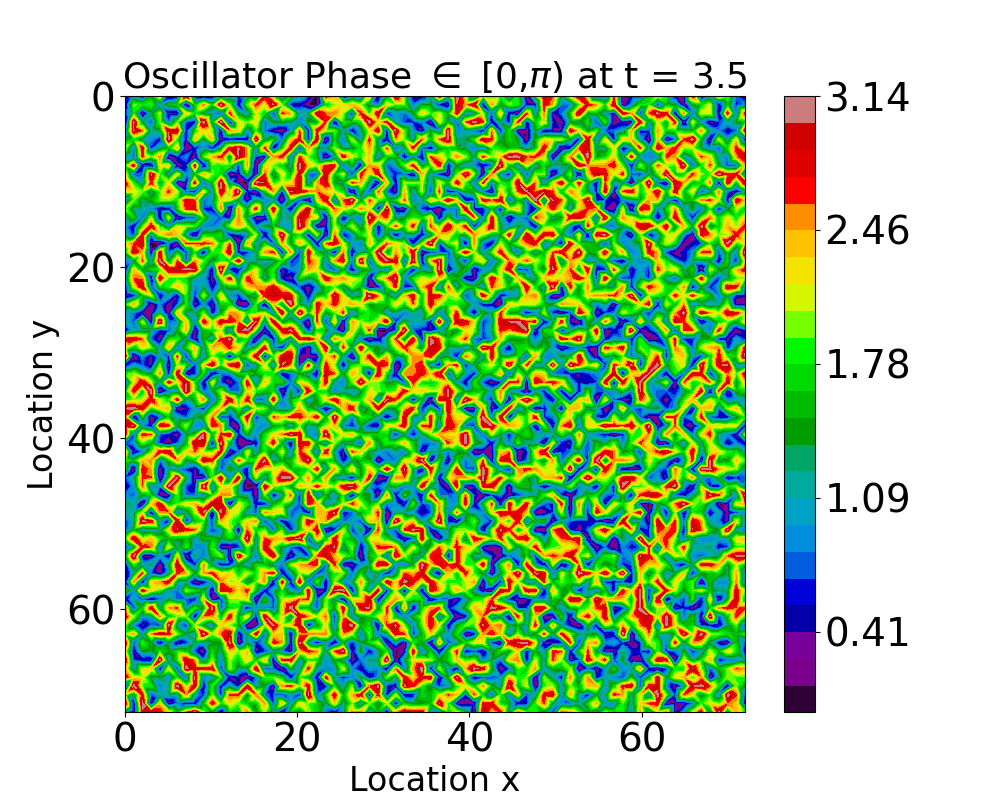 Oscillator Phase ∈ [0,π) at t = 3.5
0
20
40
60
Location y
0 20 40 60
Location x
3.14
2.46
1.78
1.09
0.41